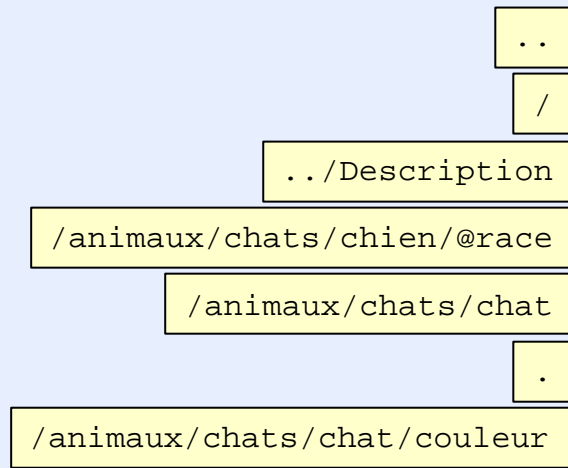 ..
/
../Description
/animaux/chats/chien/@race
/animaux/chats/chat
.
/animaux/chats/chat/couleur